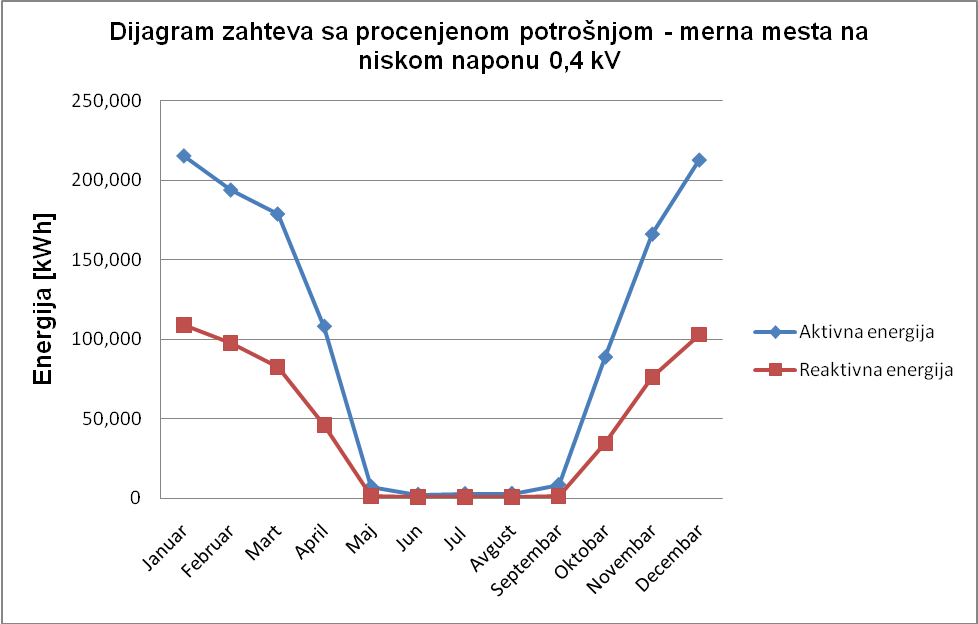 Dijagram zahteva sa procenjenom potrošnjom - merna mesta na
niskom naponu 0,4 kV
Energija [kWh]
250,000
200,000
150,000
100,000
50,000
0
Januar
Februar
Mart
April
Maj
Jun
Jul
Avgust
Septembar
Oktobar
Novembar
Decembar
Aktivna energija
Reaktivna energija